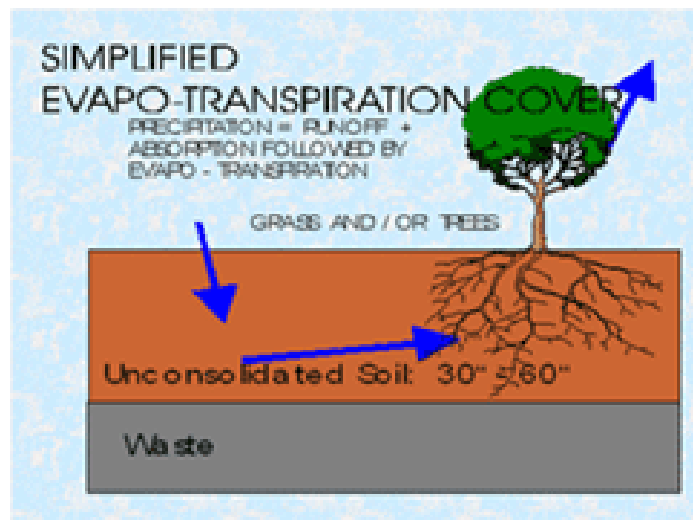 SIMPLIFIED
EVAPO-TRANSPIRATION COVER
PRECIPITATION = RUNOFF +
ABSORPTION FOLLOWED BY
EVAPO - TRANSPIRATION
GRASS AND / OR TREES
Unconsolidated Soil: 30" - 60"
Waste